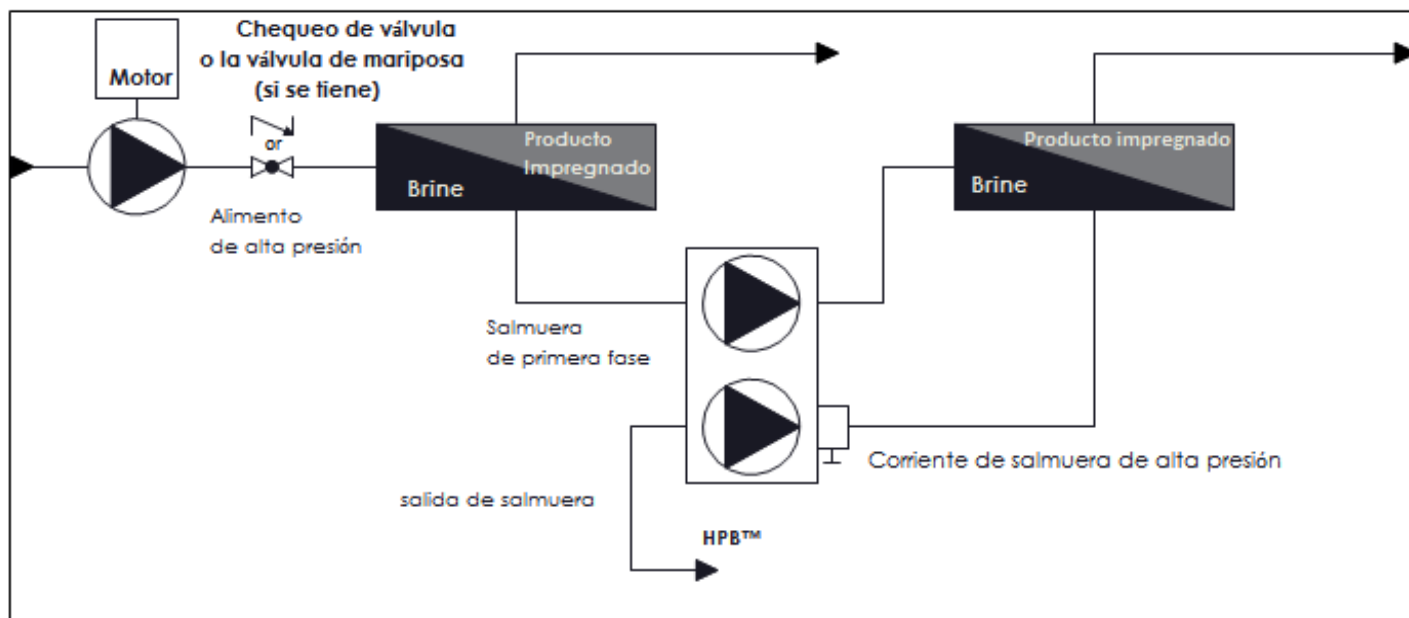 Chequeo de válvula
o la válvula de mariposa
(si se tiene)
Motor
or
Producto
Impregnado
Brine
Producto impregnado
Brine
Alimento
de alta presión
Salmuera
de primera fase
Corriente de salmuera de alta presión
salida de salmuera
HPB™